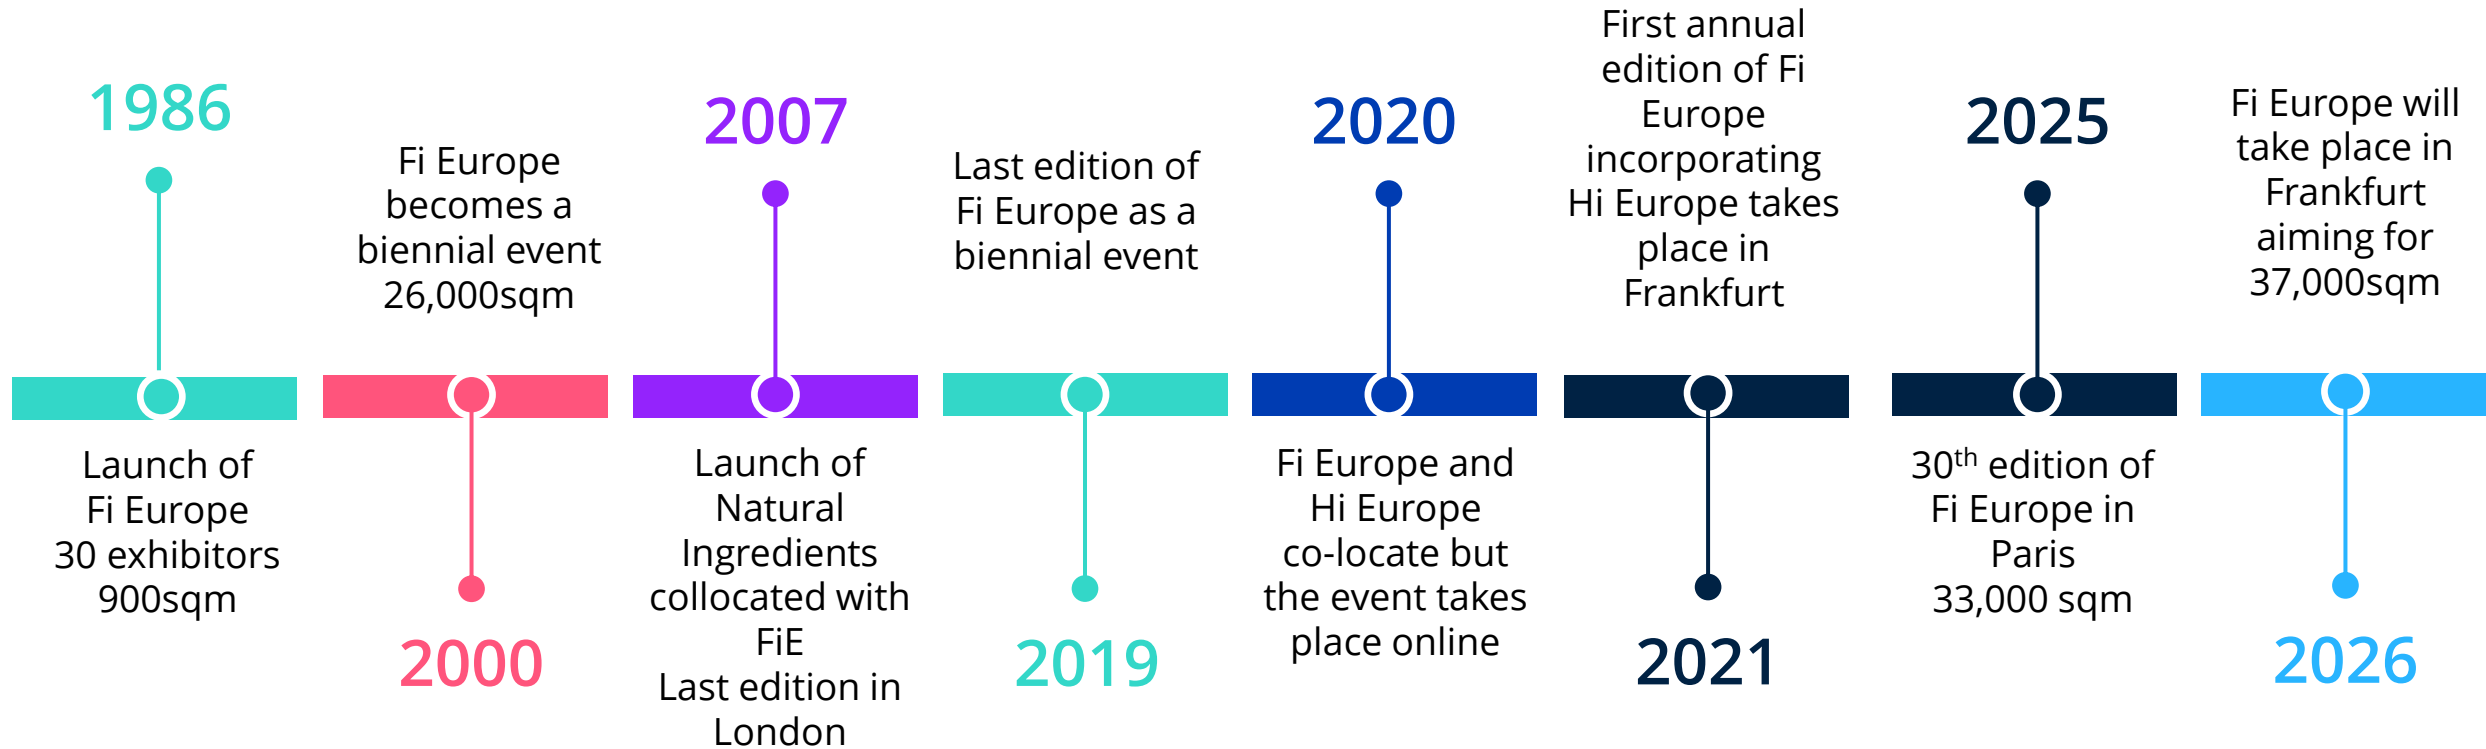 1986
Launch of
Fi Europe
30 exhibitors
900sqm
Fi Europe
becomes a
biennial event
26,000sqm
2000
2007
Launch of
Natural
Ingredients
collocated with
FiE
Last edition in
London
Last edition of
Fi Europe as a
biennial event
2019
2020
Fi Europe and
Hi Europe
co-locate but
the event takes
place online
First annual
edition of Fi
Europe
incorporating
Hi Europe takes
place in
Frankfurt
2021
2025
30th edition of
Fi Europe in
Paris
33,000 sqm
Fi Europe will
take place in
Frankfurt
aiming for
37,000sqm
2026